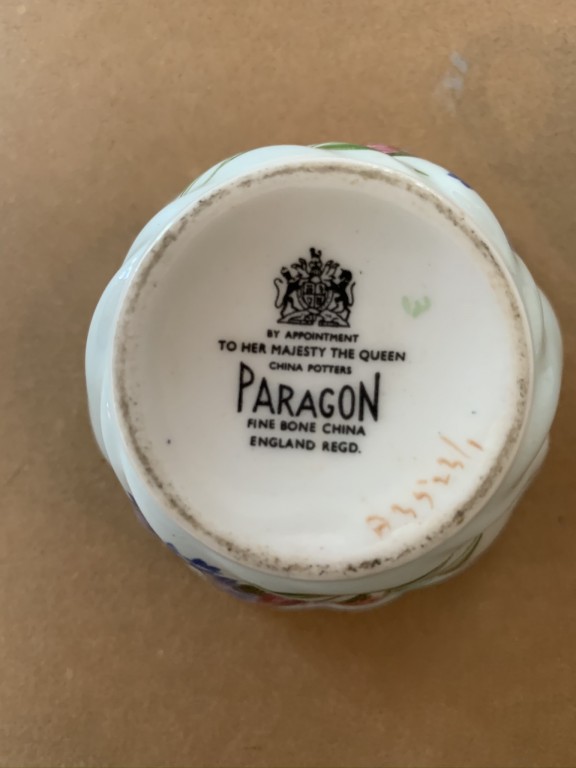 BY APPOINTMENT
TO HER MAJESTY THE QUEEN
CHINA POTTERS
PARAGON
FINE BONE CHINA
ENGLAND REGD.